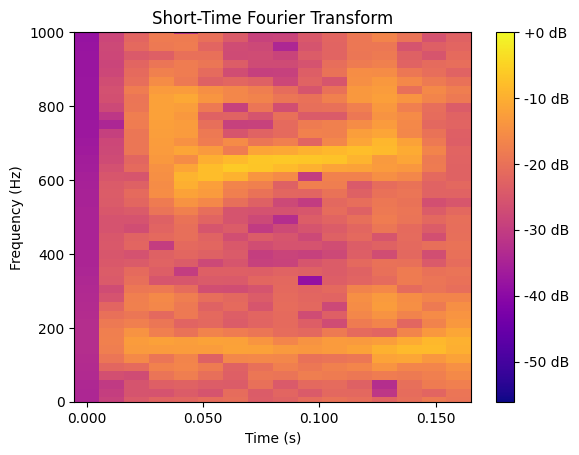 Short-Time Fourier Transform
Frequency (Hz)
1000
800
600
400
200
0
0.000
0.050
0.100
0.150
Time (s)
+0 dB
-10 dB
-20 dB
-30 dB
-40 dB
-50 dB